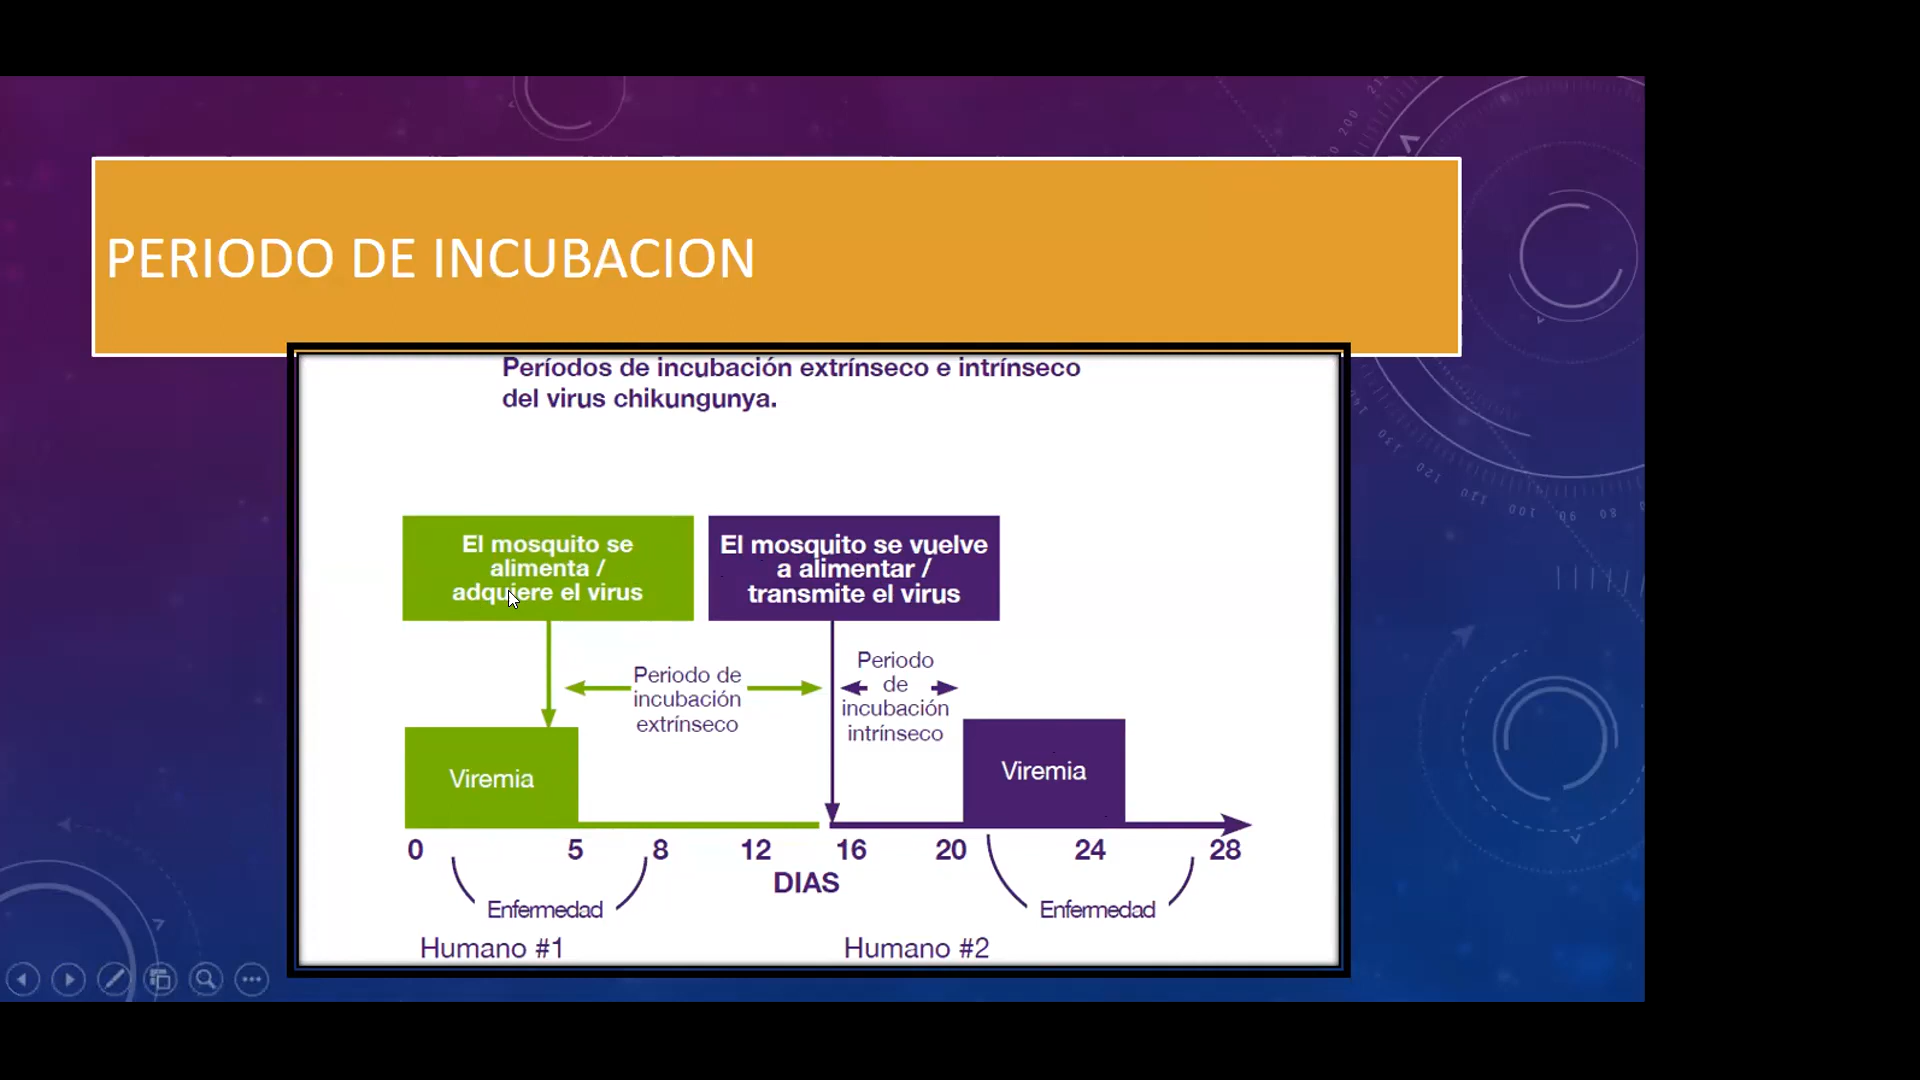 PERIODO DE INCUBACION
Períodos de incubación extrínseco e intrínseco
del virus chikungunya.
El mosquito se
alimenta /
adquiere el virus
El mosquito se vuelve
a alimentar /
transmite el virus
Periodo de
incubación
extrínseco
Periodo
de
incubación
intrínseco
Viremia
Viremia
0 5 8 12 16 20 24 28
DIAS
Enfermedad
Enfermedad
Humano #1
Humano #2